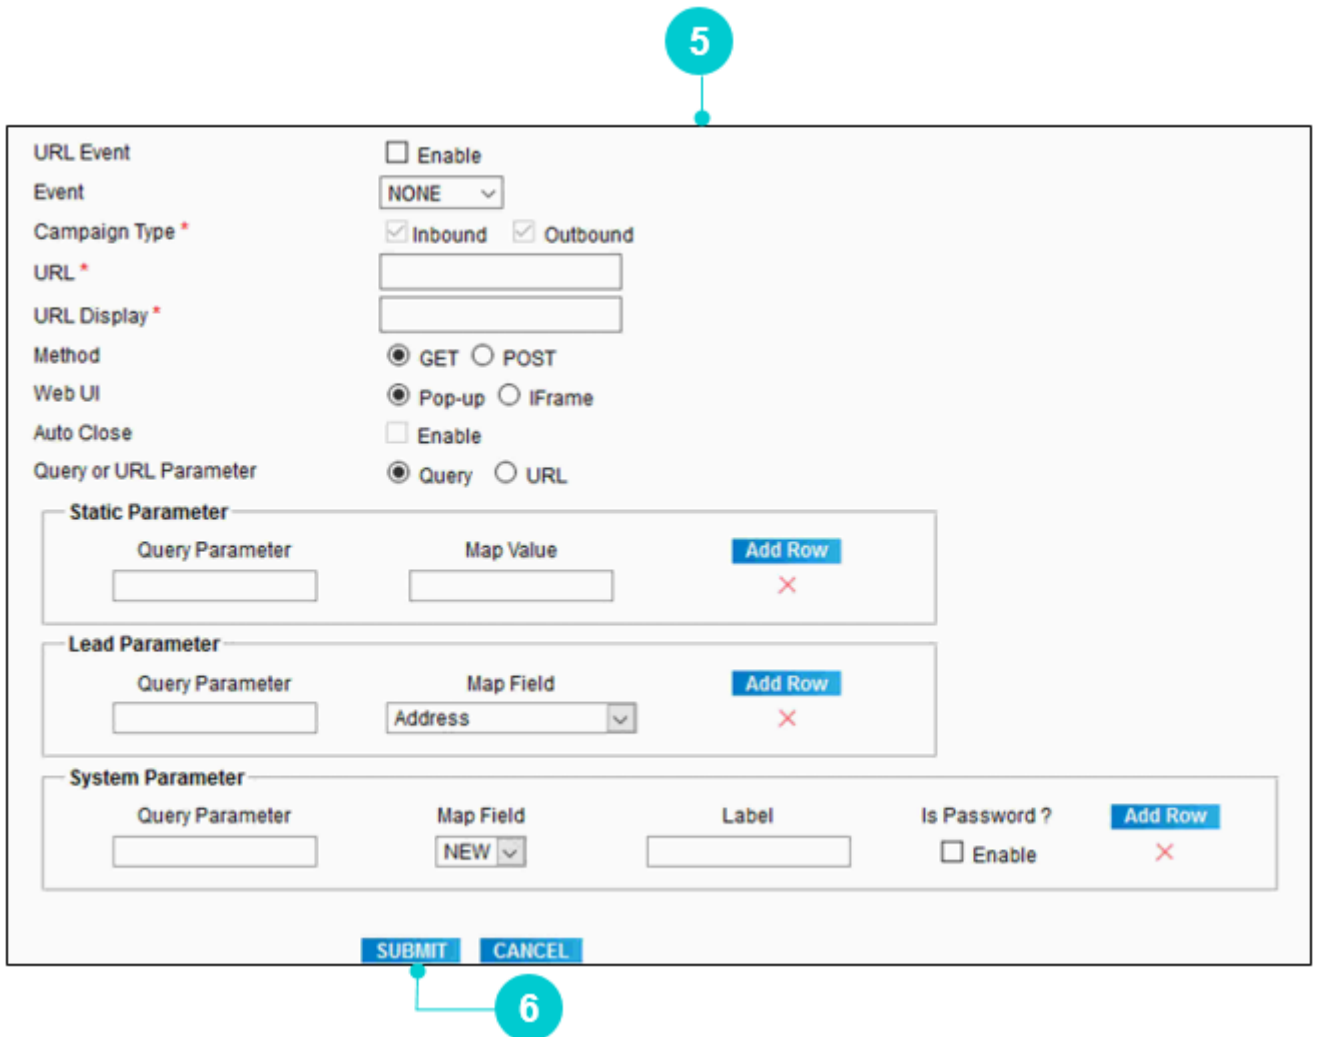 5
URL Event Enable
Event NONE
Campaign Type * Inbound Outbound
URL *
URL Display *
Method GET POST
Web UI Pop-up IFrame
Auto Close Enable
Query or URL Parameter Query URL
Static Parameter
Query Parameter Map Value Add Row
Lead Parameter
Query Parameter Map Field Add Row
Address
System Parameter
Query Parameter Map Field Label Is Password ? Add Row
NEW Enable
SUBMIT CANCEL
6